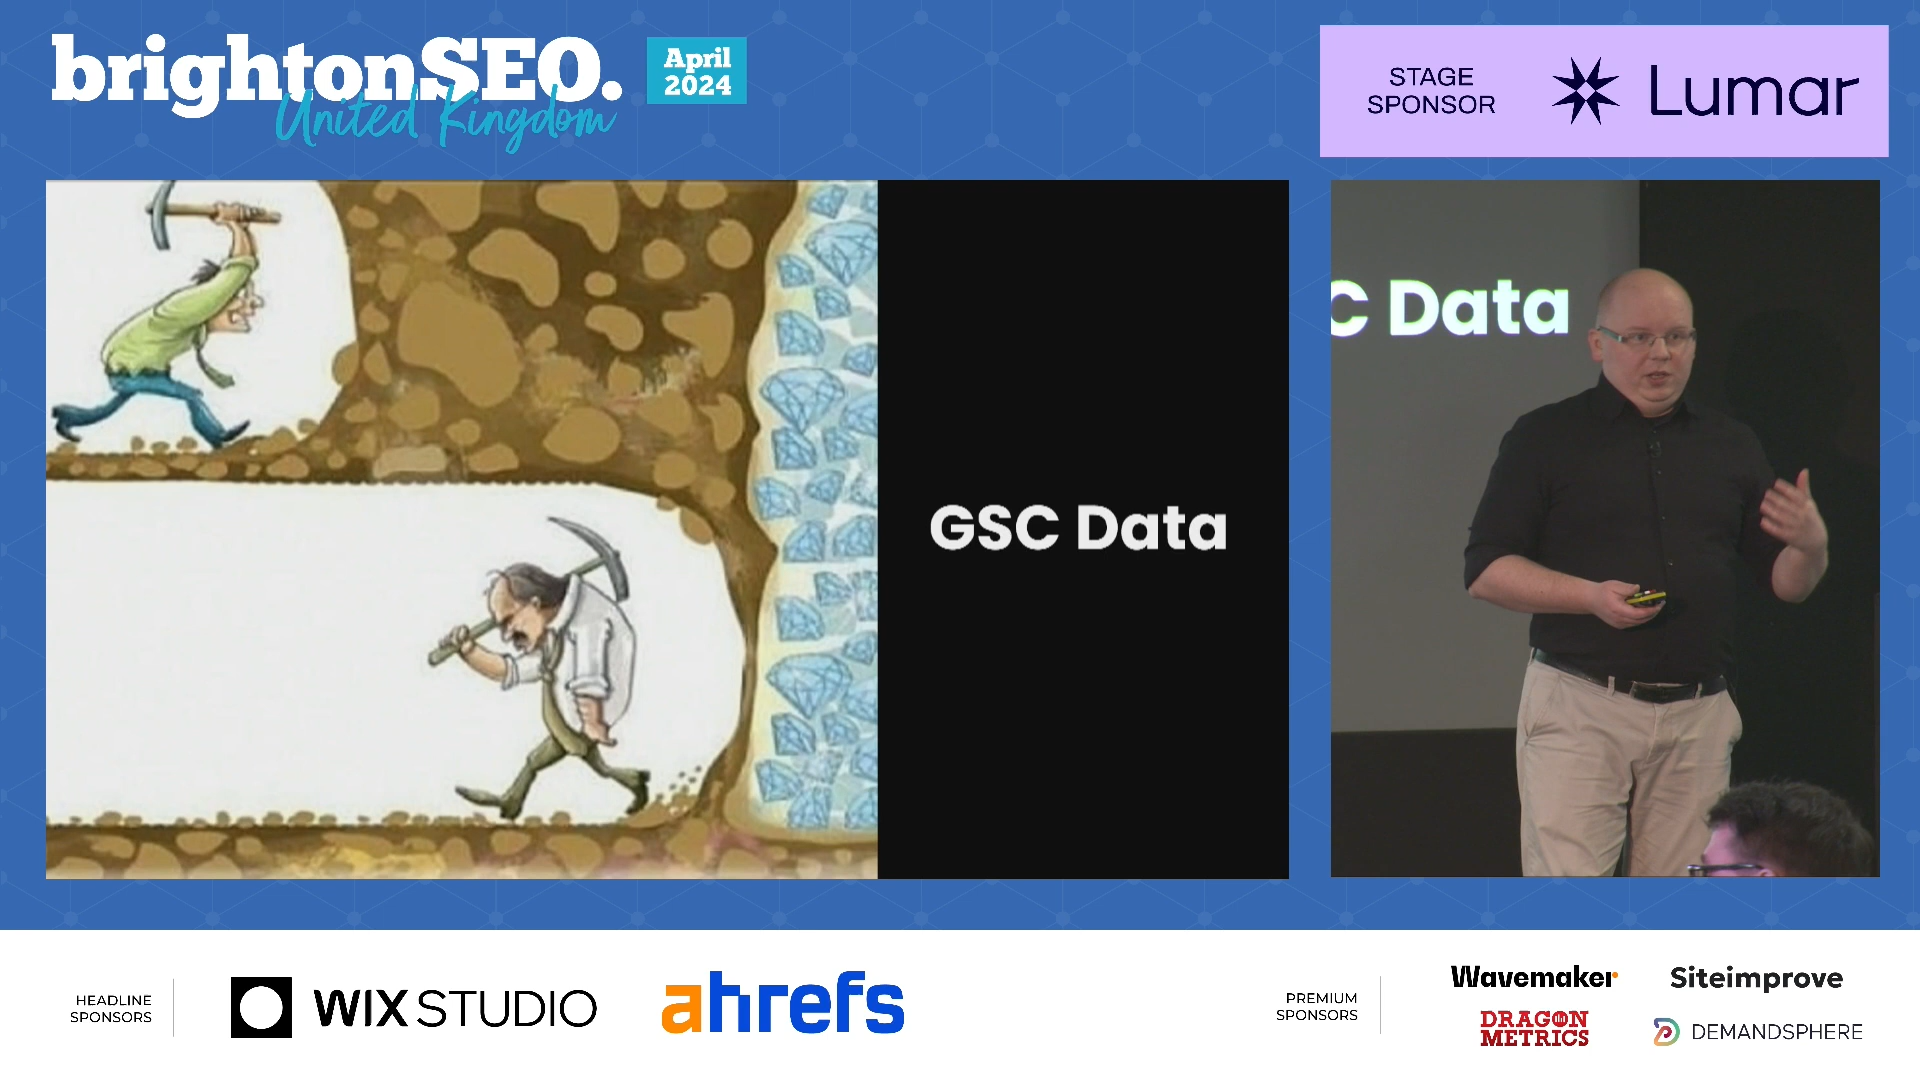 brightonSEO.
United Kingdom
April
2024
STAGE
SPONSOR
Lumar
GSC Data
C Data
HEADLINE
SPONSORS
WIX STUDIO
ahrefs
PREMIUM
SPONSORS
Wavemaker
Siteimprove
DRAGON
METRICS
DEMANDSPHERE